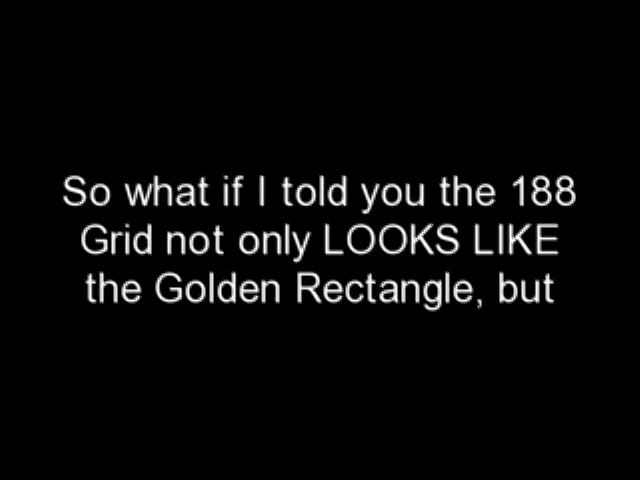 So what if I told you the 188
Grid not only LOOKS LIKE
the Golden Rectangle, but